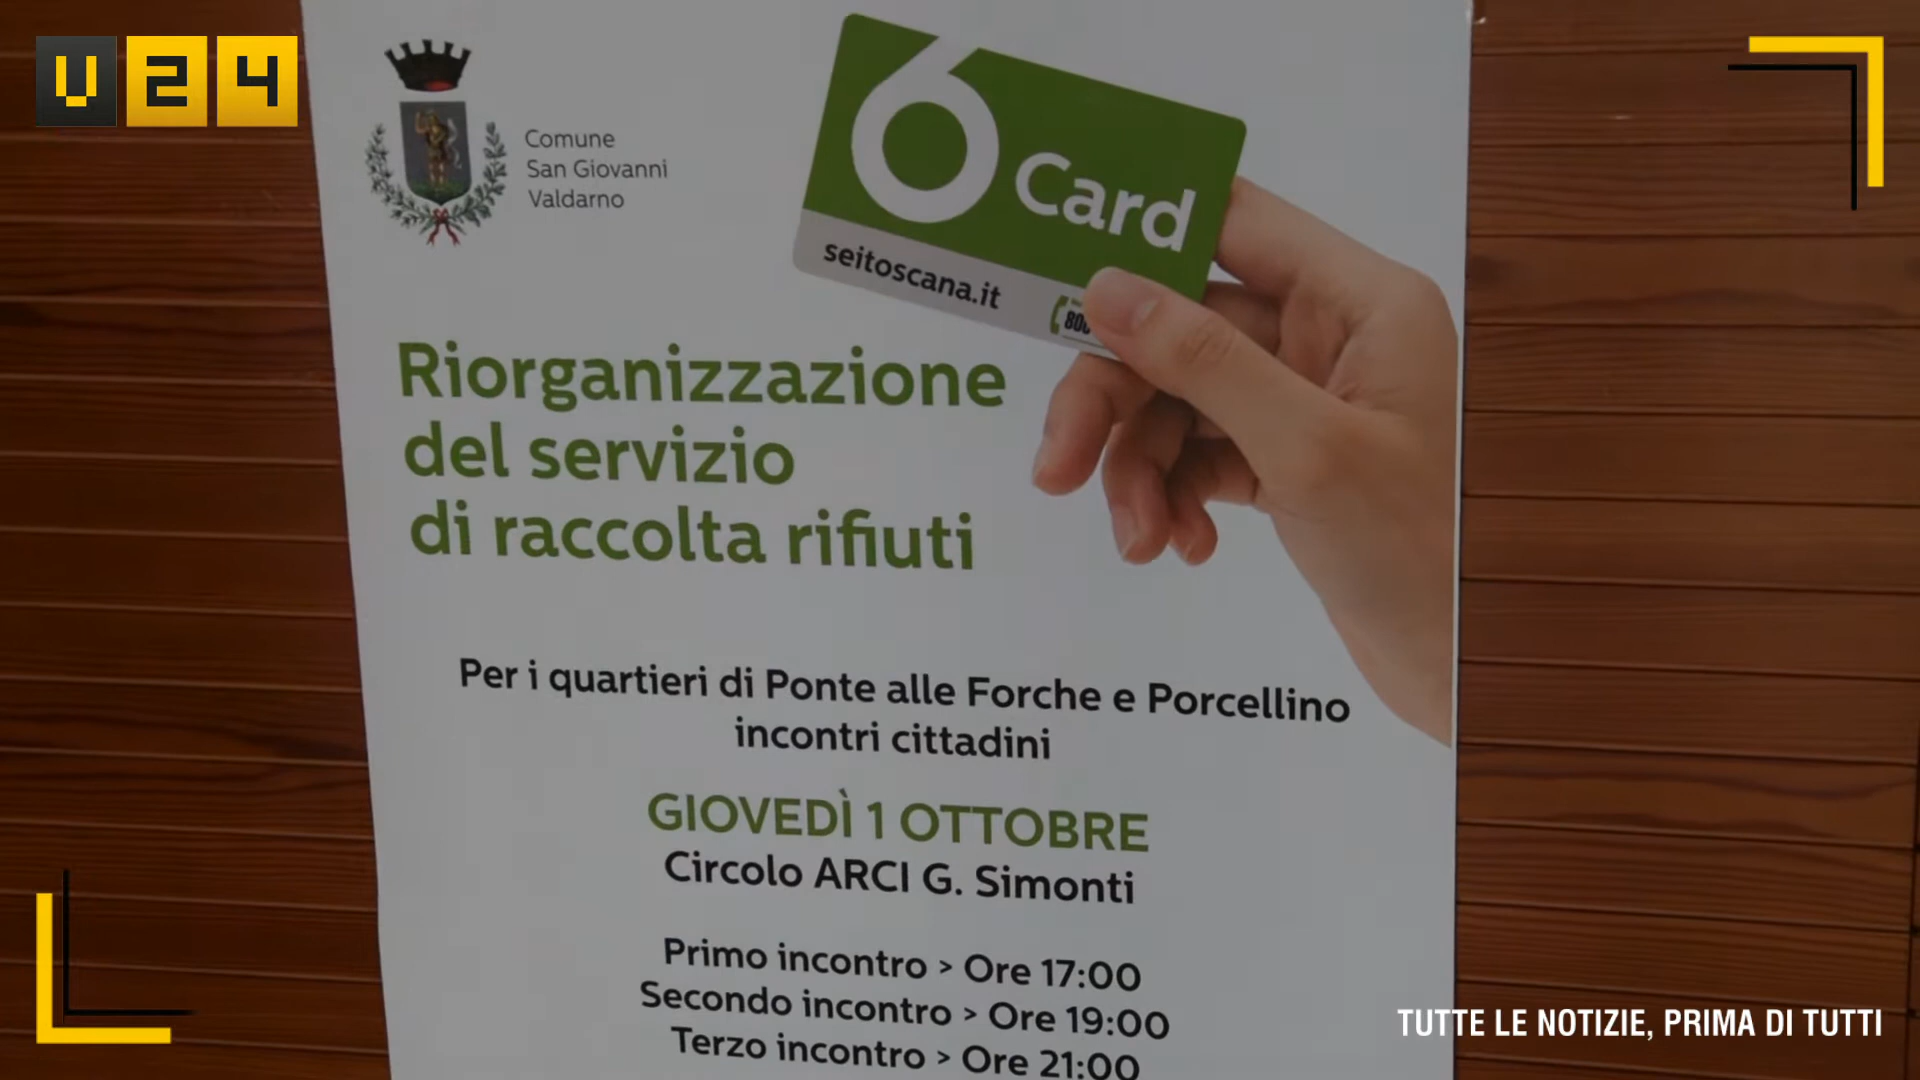 V24
Comune
San Giovanni
Valdarno
6 Card
seitoscana.it
Riorganizzazione
del servizio
di raccolta rifiuti
Per i quartieri di Ponte alle Forche e Porcellino
incontri cittadini
GIOVEDÌ 1 OTTOBRE
Circolo ARCI G. Simonti
Primo incontro > Ore 17:00
Secondo incontro > Ore 19:00
Terzo incontro > Ore 21:00
TUTTE LE NOTIZIE, PRIMA DI TUTTI